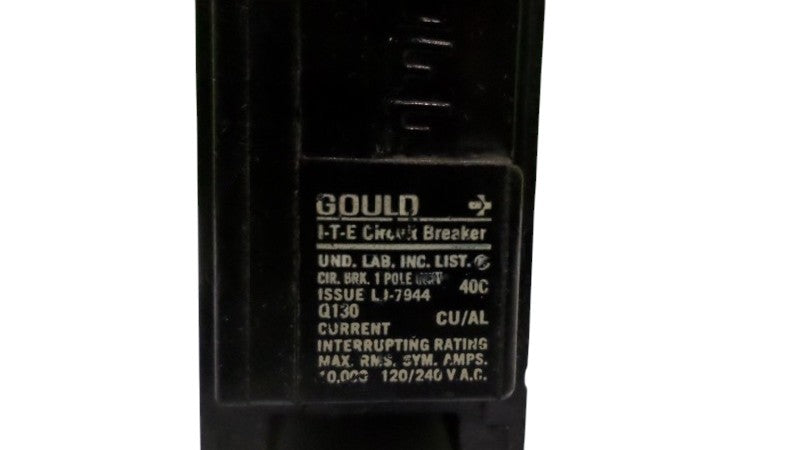 GOULD
I-T-E Circuit Breaker
UND. LAB. INC. LIST.
CIR. BRK. 1 POLE
40C
ISSUE LJ-7944
Q130
CU/AL
CURRENT
INTERRUPTING RATING
MAX. RMS. SYM. AMPS.
10,000 120/240 V A.C.